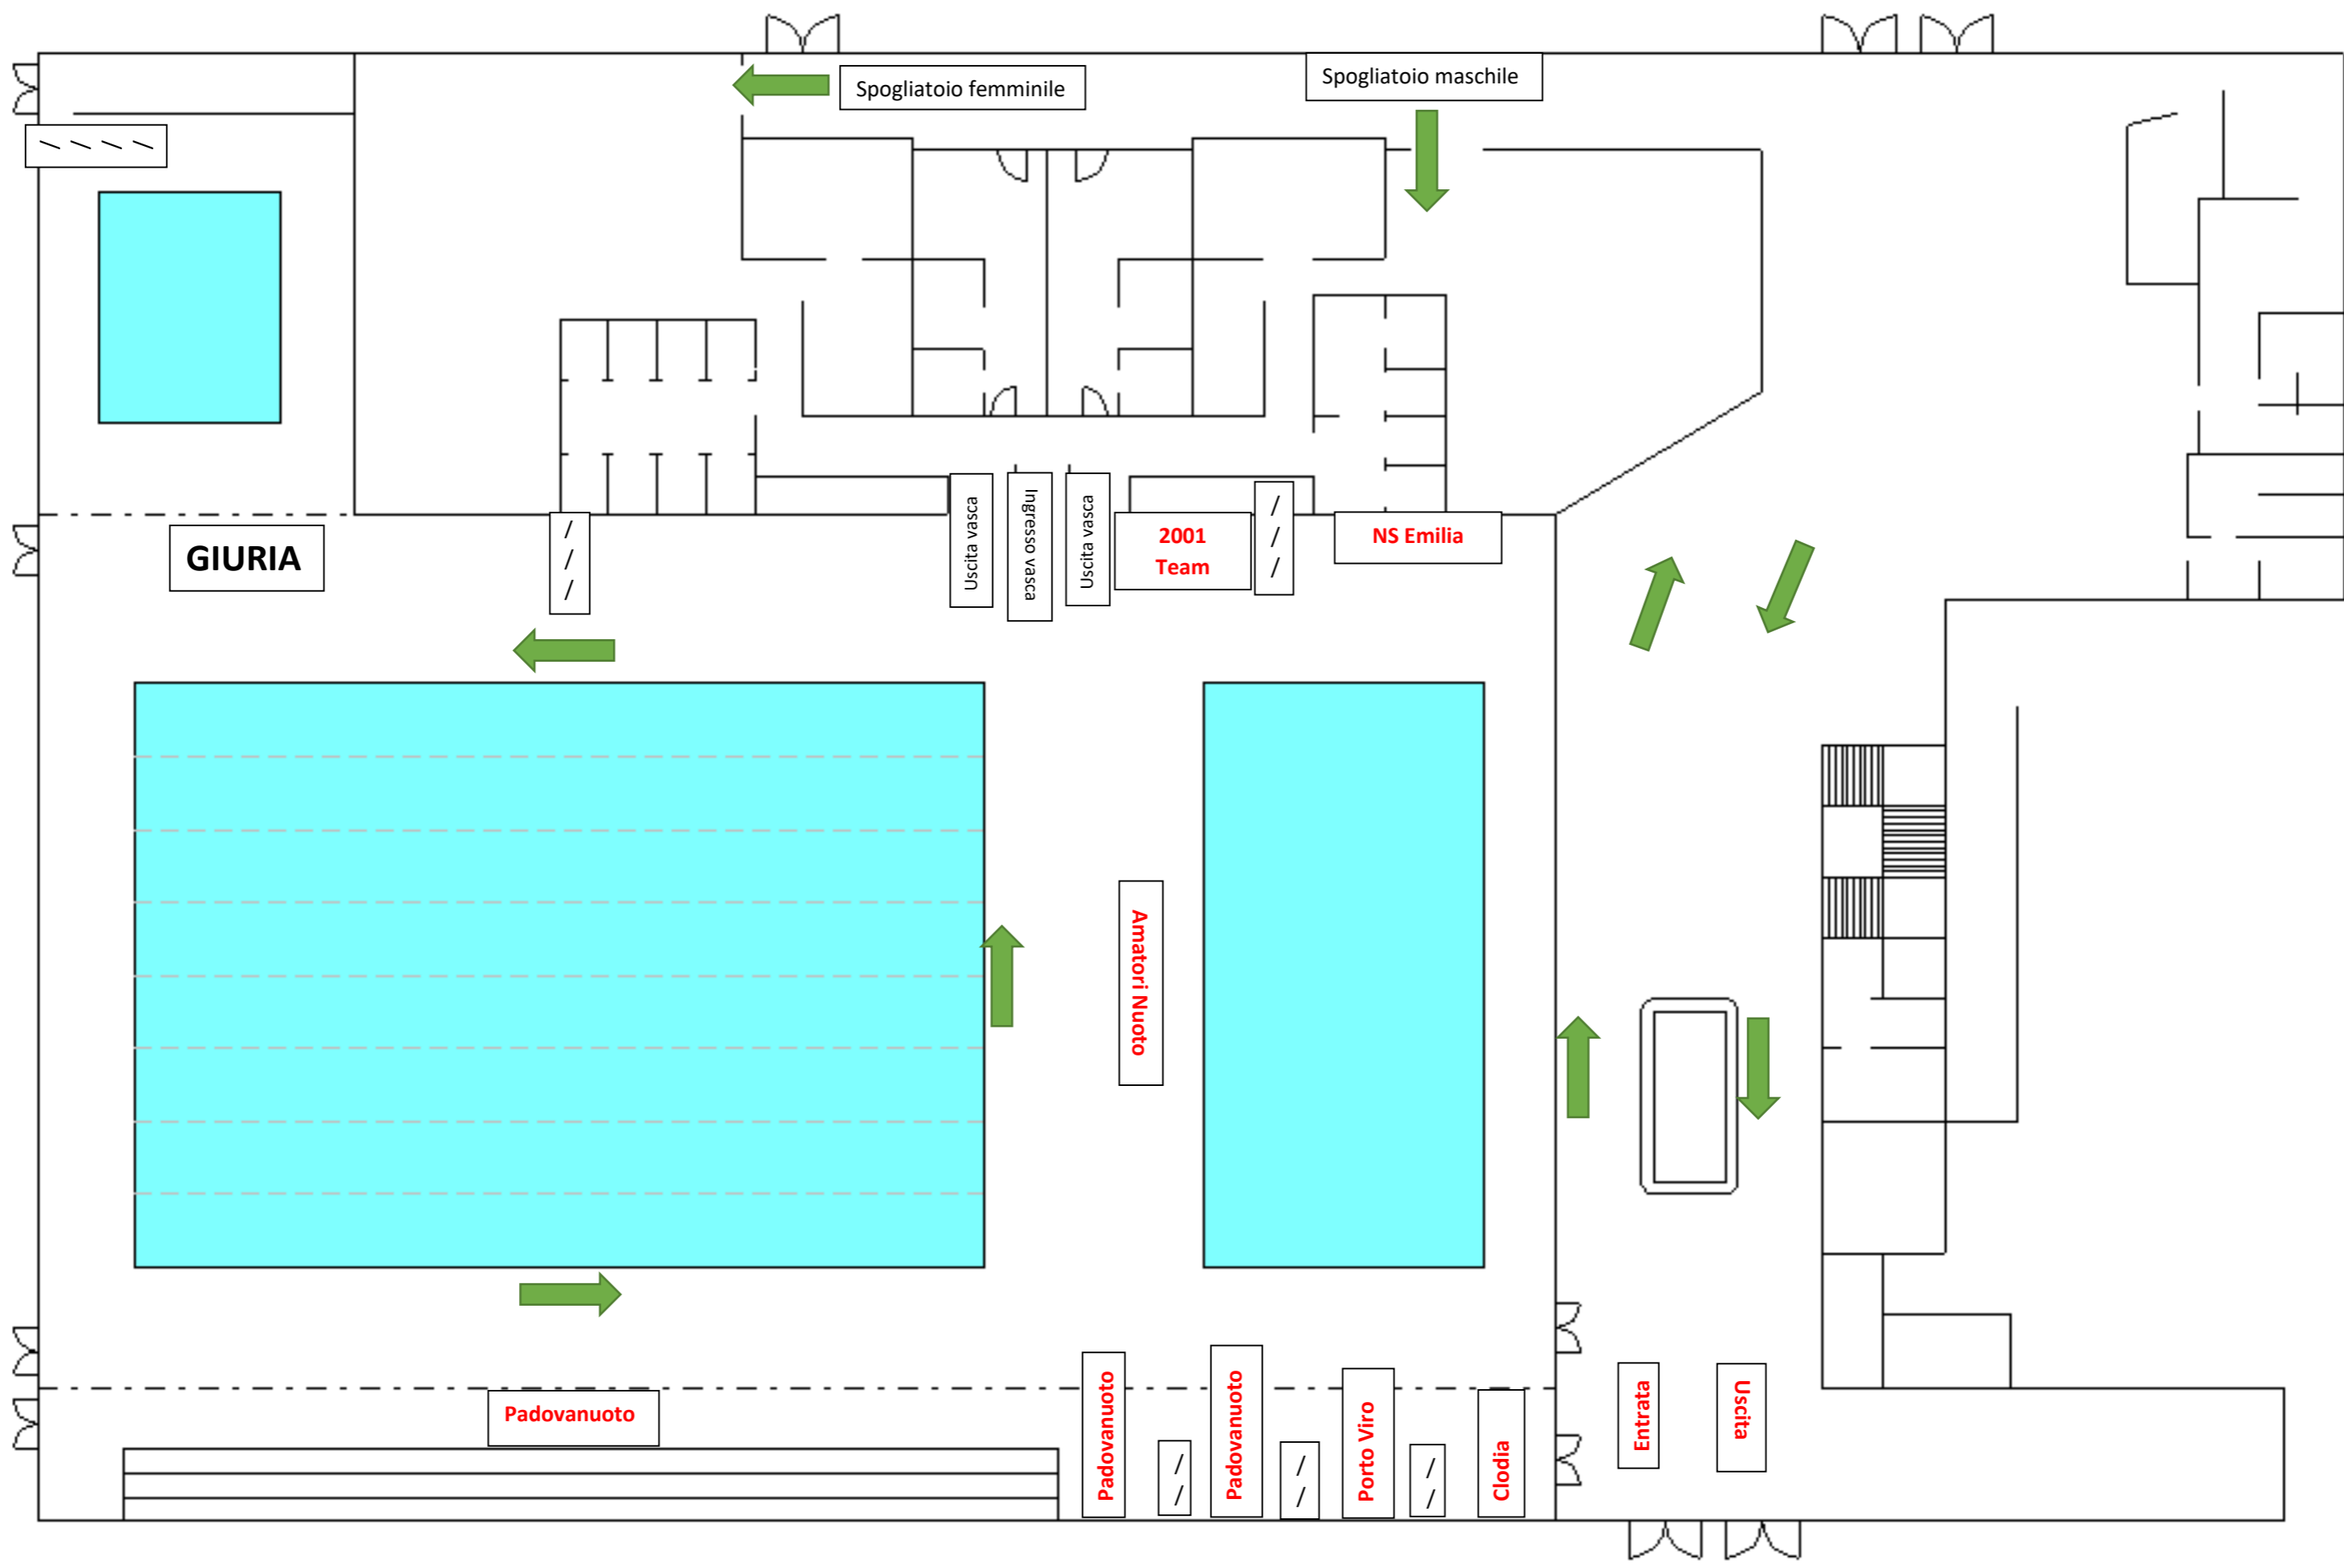 Spogliatoio femminile
Spogliatoio maschile
\ \ \ \
GIURIA
/
/
/
Uscita vasca
Ingresso vasca
Uscita vasca
2001
Team
/
/
/
NS Emilia
Amatori Nuoto
Padovanuoto
Padovanuoto
/
/
Padovanuoto
/
/
Porto Viro
/
/
Clodia
Entrata
Uscita